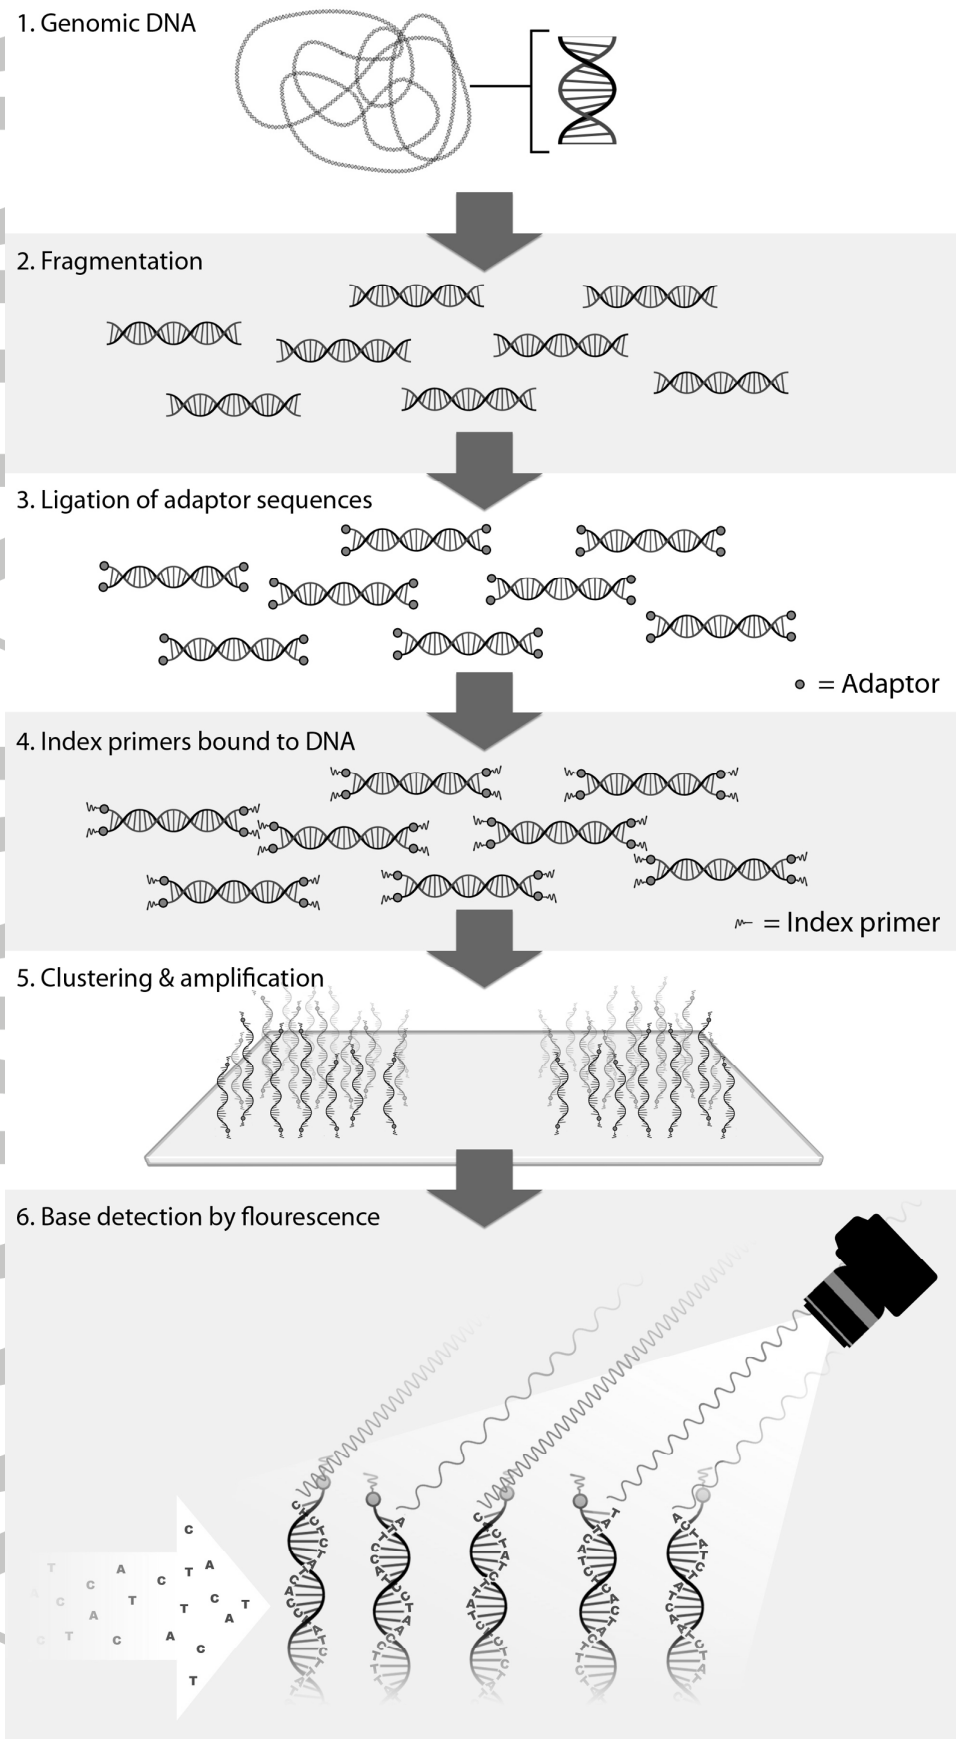 1. Genomic DNA
2. Fragmentation
3. Ligation of adaptor sequences
= Adaptor
4. Index primers bound to DNA
= Index primer
5. Clustering & amplification
6. Base detection by flourescence